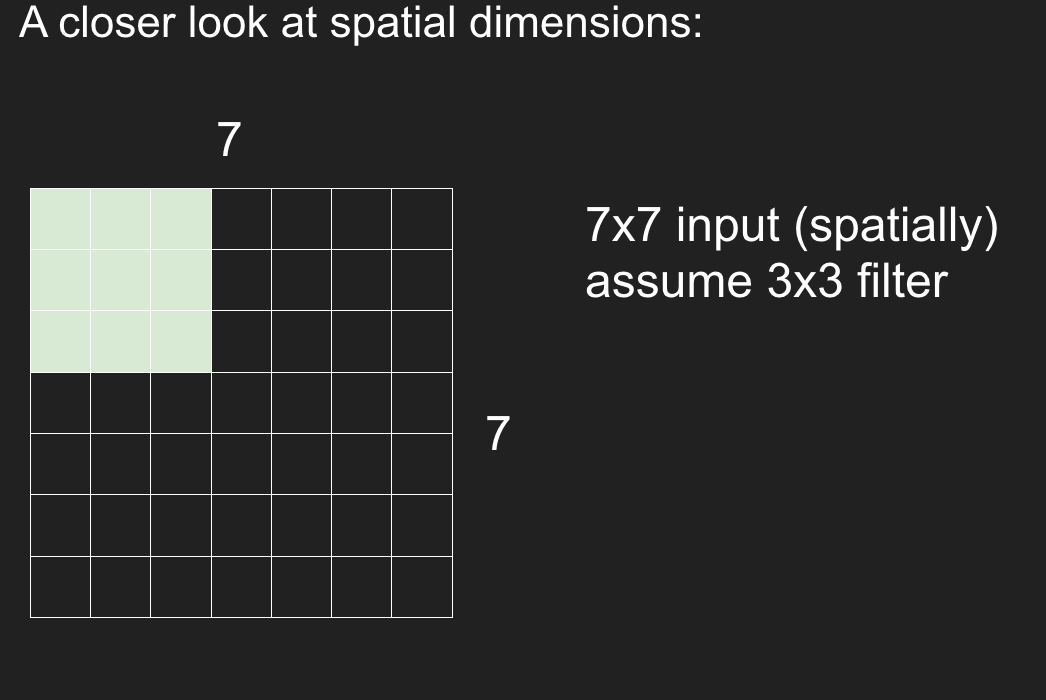 A closer look at spatial dimensions:
7
7x7 input (spatially)
assume 3x3 filter
7